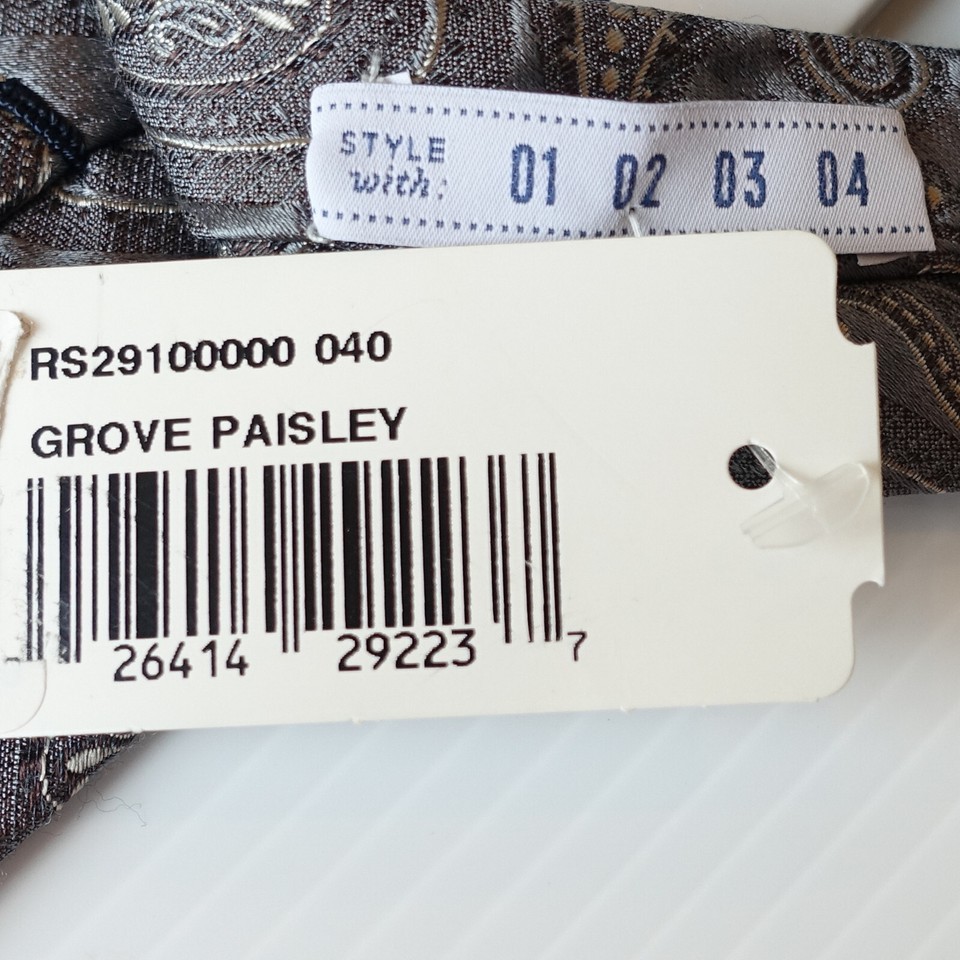 STYLE
with:
01 02 03 04
RS29100000 040
GROVE PAISLEY
26414 29223 7